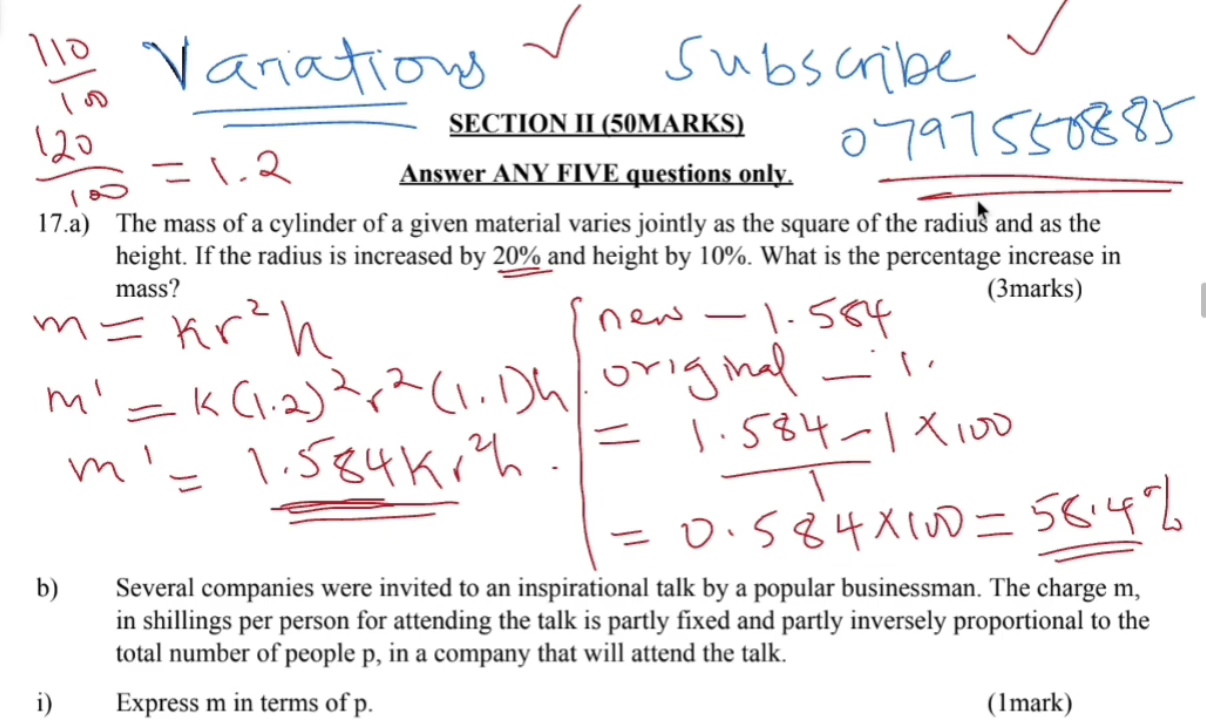 110
100
Variations ✓ Subscribe ✓
SECTION II (50MARKS)
0797550885
120
100 = 1.2
Answer ANY FIVE questions only.
17.a) The mass of a cylinder of a given material varies jointly as the square of the radius and as the
height. If the radius is increased by 20% and height by 10%. What is the percentage increase in
mass? (3marks)
m = Kr²h
m' = K(1.2)²r²(1.1)h
m' = 1.584Kr²h.
new – 1.584
original – 1.
= 1.584 – 1 × 100
1
= 0.584 × 100 = 58.4%
b) Several companies were invited to an inspirational talk by a popular businessman. The charge m,
in shillings per person for attending the talk is partly fixed and partly inversely proportional to the
total number of people p, in a company that will attend the talk.
i) Express m in terms of p. (1mark)